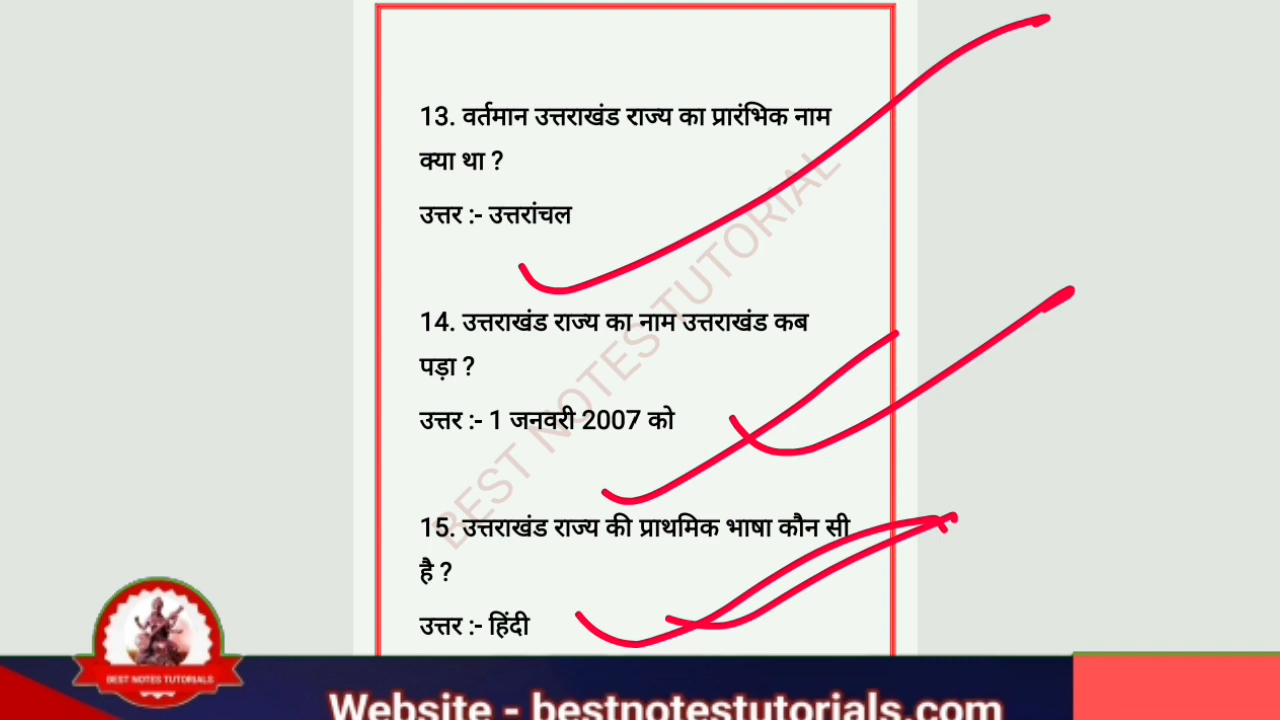 13. वर्तमान उत्तराखंड राज्य का प्रारंभिक नाम
क्या था ?
उत्तर :- उत्तरांचल
14. उत्तराखंड राज्य का नाम उत्तराखंड कब
पड़ा ?
उत्तर :- 1 जनवरी 2007 को
15. उत्तराखंड राज्य की प्राथमिक भाषा कौन सी
है ?
उत्तर :- हिंदी
BEST NOTES TUTORIAL
BEST NOTES TUTORIALS
Website - bestnotestutorials.com